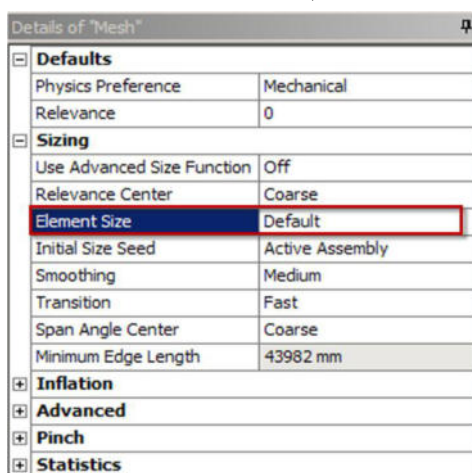 Details of "Mesh"
Defaults
Physics Preference Mechanical
Relevance 0
Sizing
Use Advanced Size Function Off
Relevance Center Coarse
Element Size Default
Initial Size Seed Active Assembly
Smoothing Medium
Transition Fast
Span Angle Center Coarse
Minimum Edge Length 43982 mm
Inflation
Advanced
Pinch
Statistics